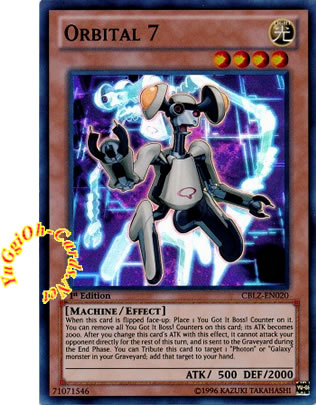 ORBITAL 7
LIGHT
光
YuGgiOh-Cards.Net
1st Edition
CBLZ-EN020
[MACHINE/EFFECT]
When this card is flipped face-up: Place 1 You Got It Boss! Counter on it.
You can remove all You Got It Boss! Counters on this card; its ATK becomes
2000. After you change this card's ATK with this effect, it cannot attack your
opponent directly for the rest of this turn, and is sent to the Graveyard during
the End Phase. You can Tribute this card to target 1 "Photon" or "Galaxy"
monster in your Graveyard; add that target to your hand.
ATK/ 500 DEF/2000
71071546
©1996 KAZUKI TAKAHASHI